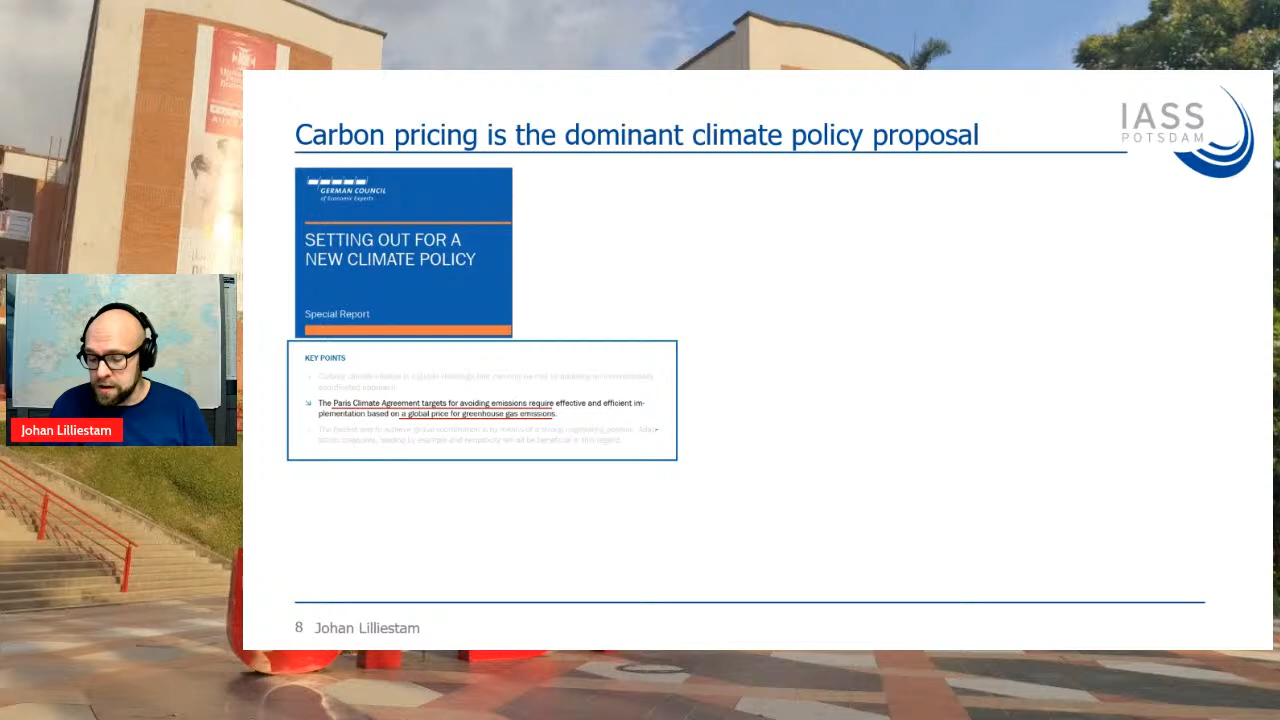 Carbon pricing is the dominant climate policy proposal
IASS
POTSDAM
GERMAN COUNCIL
of Economic Experts
SETTING OUT FOR A
NEW CLIMATE POLICY
Special Report
KEY POINTS
The Paris Climate Agreement targets for avoiding emissions require effective and efficient im-
plementation based on a global price for greenhouse gas emissions.
Johan Lilliestam
8 Johan Lilliestam